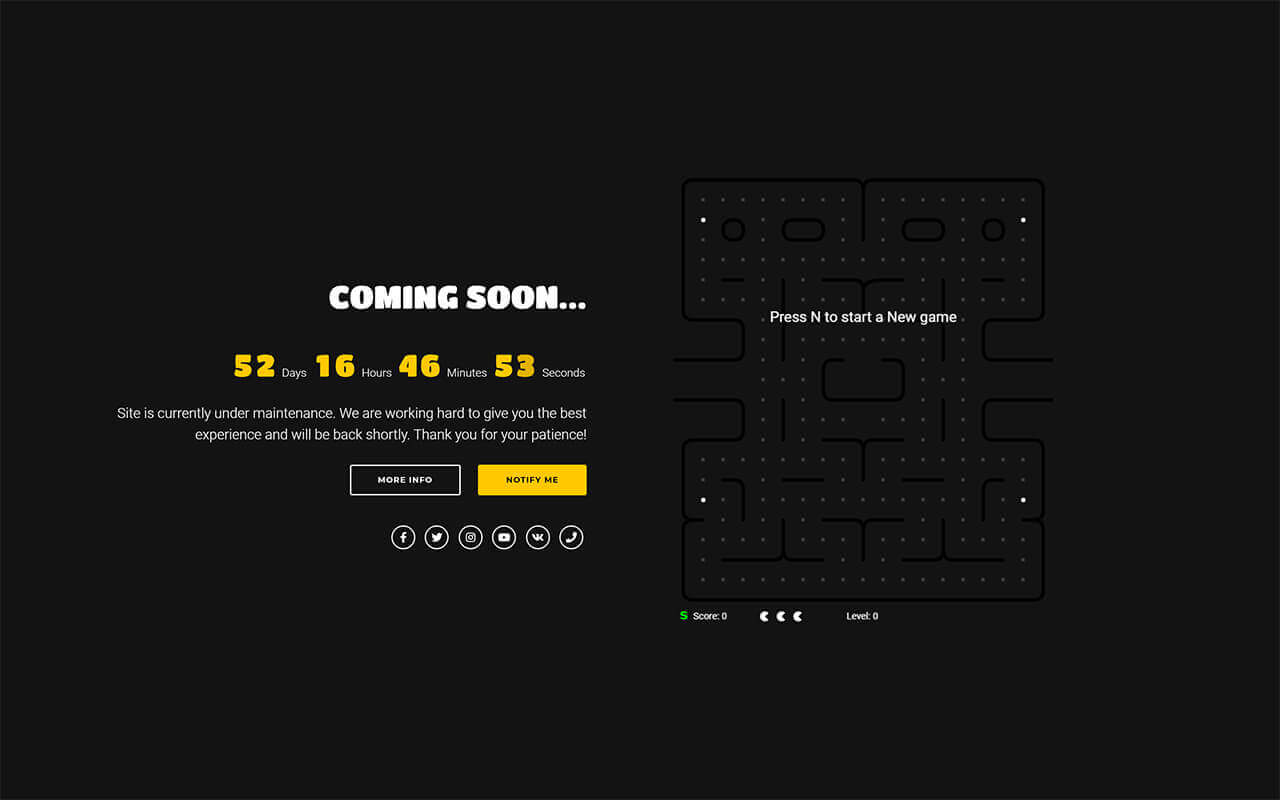 COMING SOON...
52 Days 16 Hours 46 Minutes 53 Seconds
Site is currently under maintenance. We are working hard to give you the best
experience and will be back shortly. Thank you for your patience!
MORE INFO
NOTIFY ME
Press N to start a New game
S Score: 0
Level: 0